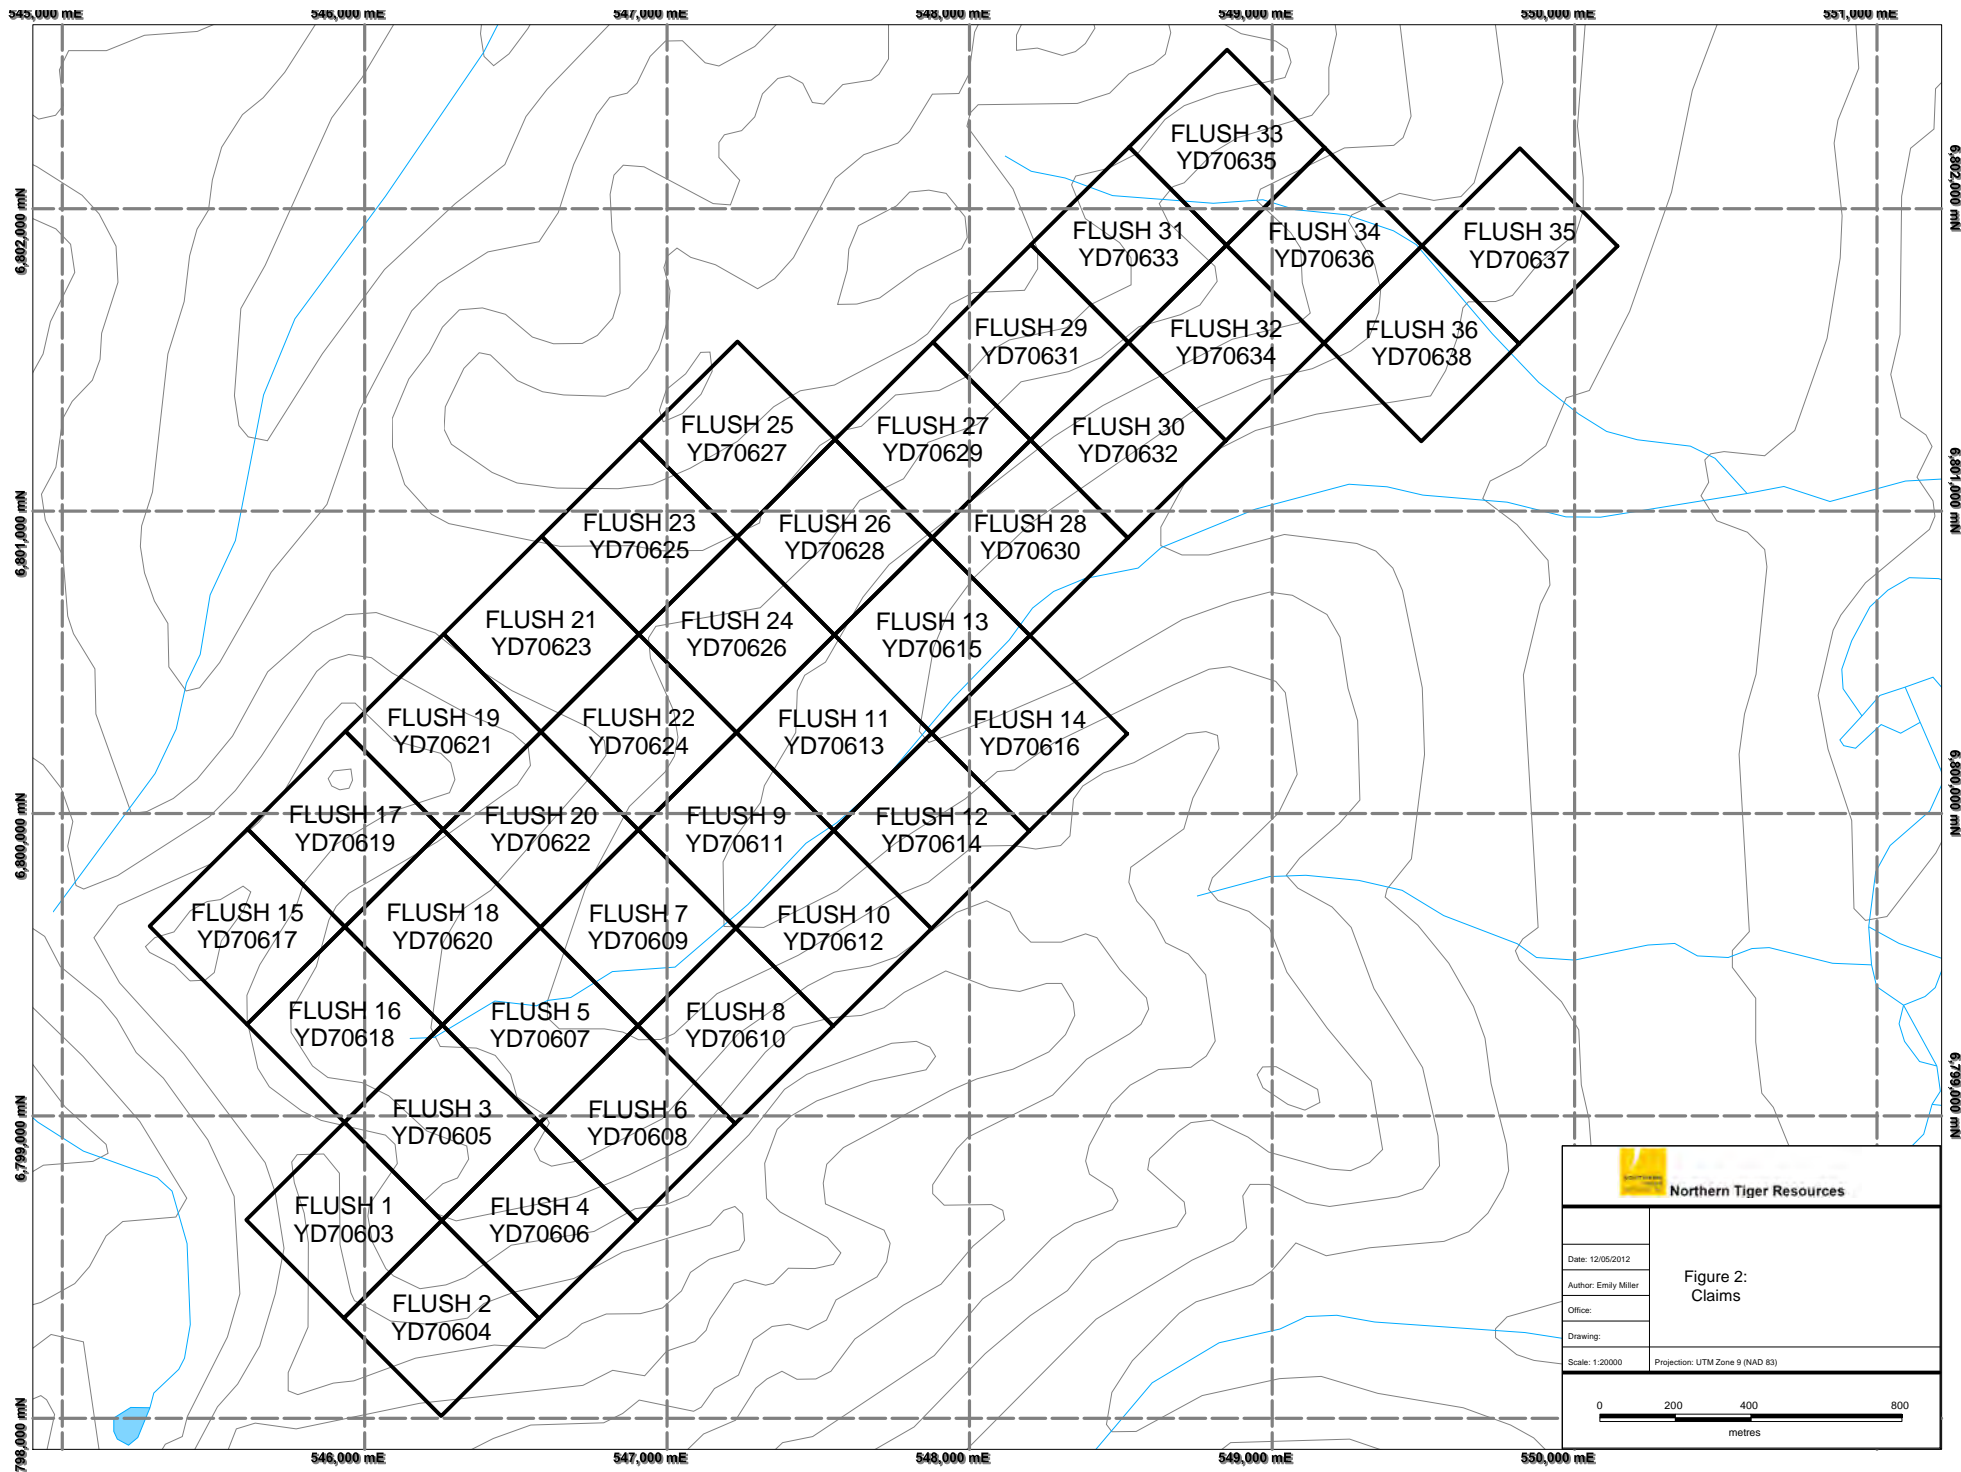 545,000 mE
546,000 mE
547,000 mE
548,000 mE
549,000 mE
550,000 mE
551,000 mE
6,802,000 mN
6,802,000 mN
FLUSH 33
YD70635
FLUSH 31
YD70633
FLUSH 34
YD70636
FLUSH 35
YD70637
FLUSH 29
YD70631
FLUSH 32
YD70634
FLUSH 36
YD70638
FLUSH 25
YD70627
FLUSH 27
YD70629
FLUSH 30
YD70632
6,801,000 mN
6,801,000 mN
FLUSH 23
YD70625
FLUSH 26
YD70628
FLUSH 28
YD70630
FLUSH 21
YD70623
FLUSH 24
YD70626
FLUSH 13
YD70615
FLUSH 19
YD70621
FLUSH 22
YD70624
FLUSH 11
YD70613
FLUSH 14
YD70616
6,800,000 mN
6,800,000 mN
FLUSH 17
YD70619
FLUSH 20
YD70622
FLUSH 9
YD70611
FLUSH 12
YD70614
FLUSH 15
YD70617
FLUSH 18
YD70620
FLUSH 7
YD70609
FLUSH 10
YD70612
FLUSH 16
YD70618
FLUSH 5
YD70607
FLUSH 8
YD70610
6,799,000 mN
6,799,000 mN
FLUSH 3
YD70605
FLUSH 6
YD70608
FLUSH 1
YD70603
FLUSH 4
YD70606
FLUSH 2
YD70604
798,000 mN
546,000 mE
547,000 mE
548,000 mE
549,000 mE
550,000 mE
Northern Tiger Resources
Date: 12/05/2012
Author: Emily Miller
Office:
Drawing:
Scale: 1:20000
Figure 2:
Claims
Projection: UTM Zone 9 (NAD 83)
0 200 400 800
metres